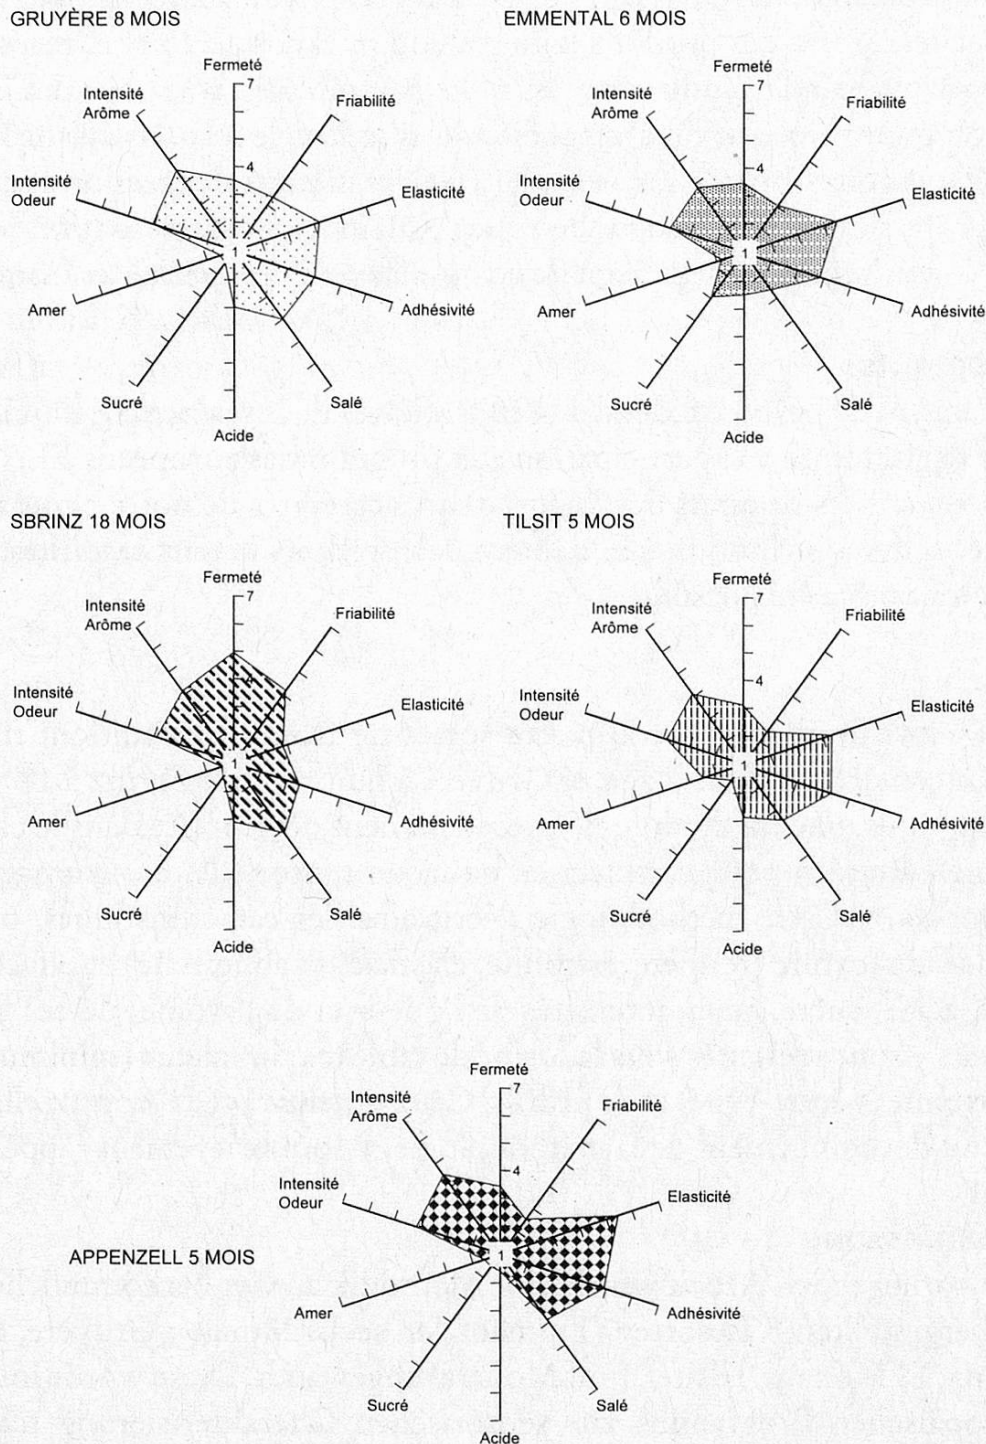 GRUYÈRE 8 MOIS
Fermeté
7
4
1
Friabilité
Elasticité
Adhésivité
Salé
Acide
Sucré
Amer
Intensité
Odeur
Intensité
Arôme
EMMENTAL 6 MOIS
Fermeté
7
4
1
Friabilité
Elasticité
Adhésivité
Salé
Acide
Sucré
Amer
Intensité
Odeur
Intensité
Arôme
SBRINZ 18 MOIS
Fermeté
7
4
1
Friabilité
Elasticité
Adhésivité
Salé
Acide
Sucré
Amer
Intensité
Odeur
Intensité
Arôme
TILSIT 5 MOIS
Fermeté
7
4
1
Friabilité
Elasticité
Adhésivité
Salé
Acide
Sucré
Amer
Intensité
Odeur
Intensité
Arôme
APPENZELL 5 MOIS
Fermeté
7
4
1
Friabilité
Elasticité
Adhésivité
Salé
Acide
Sucré
Amer
Intensité
Odeur
Intensité
Arôme